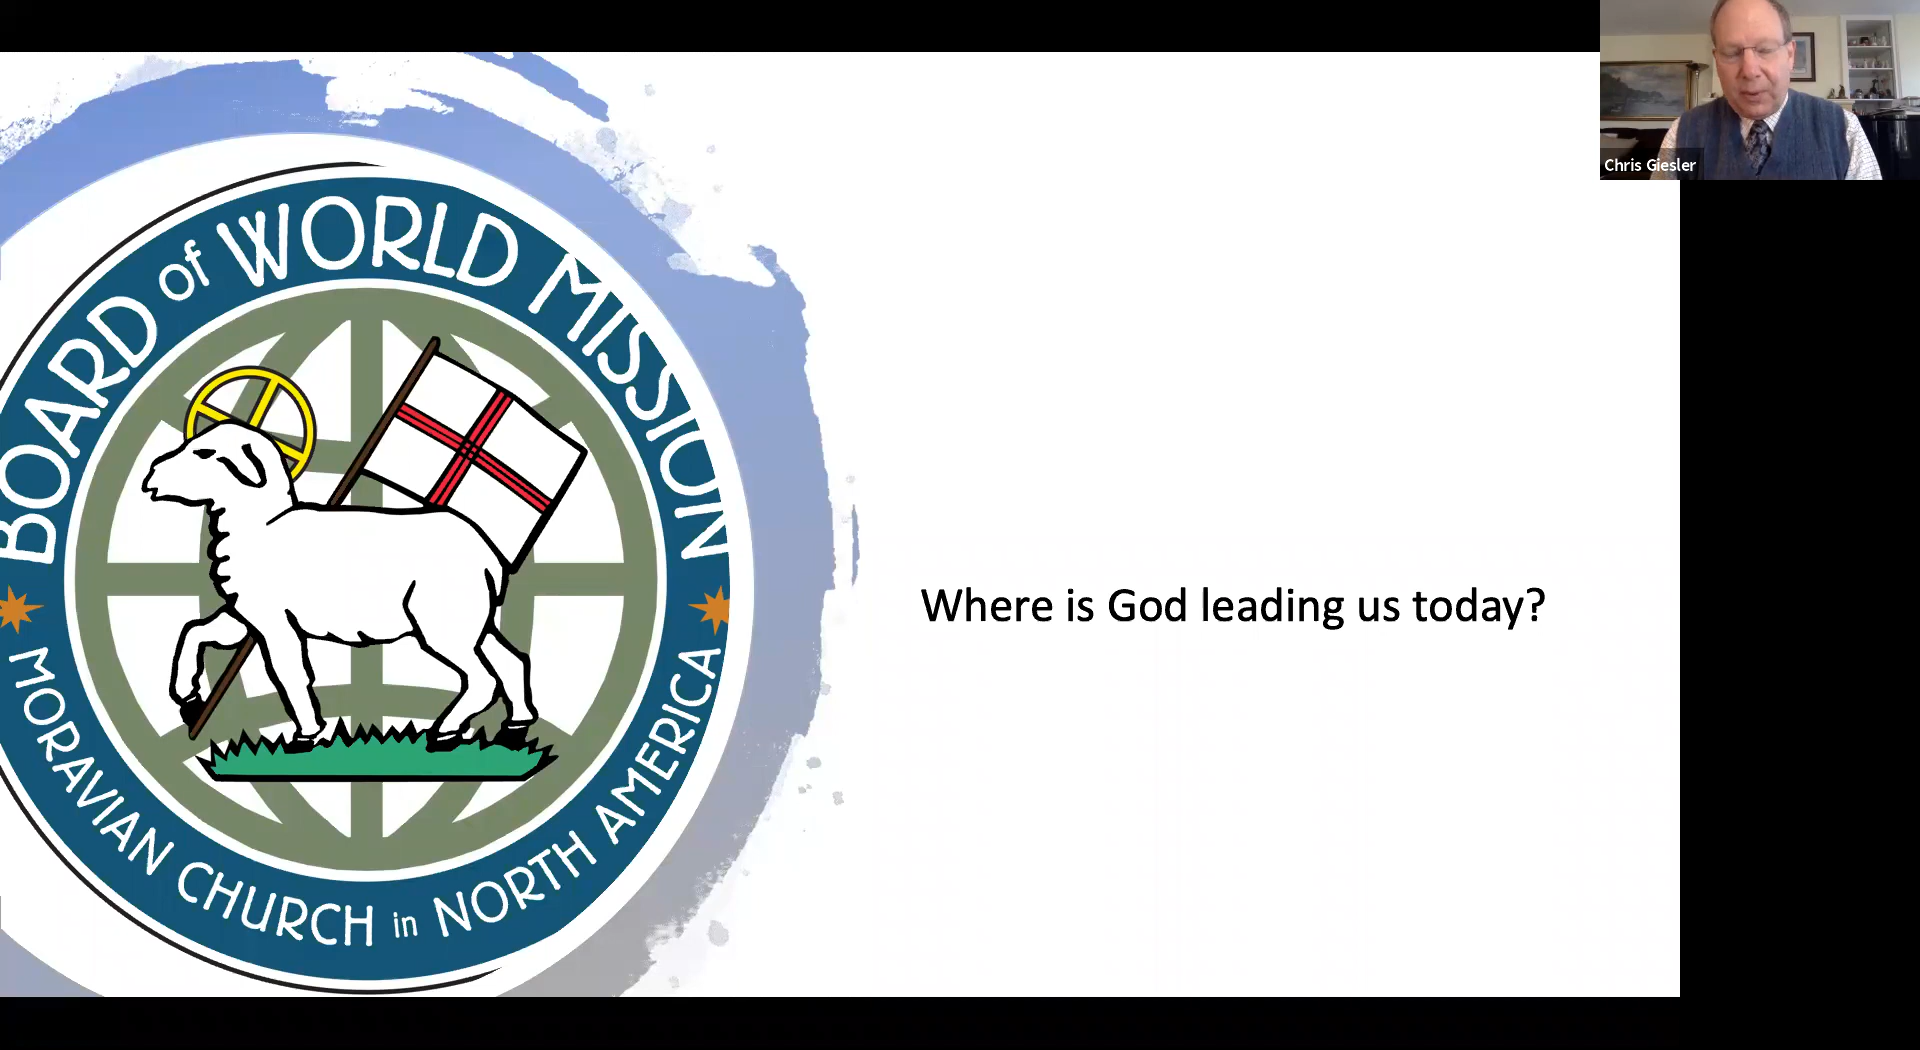 BOARD of WORLD MISSION
MORAVIAN CHURCH in NORTH AMERICA
Where is God leading us today?
Chris Giesler